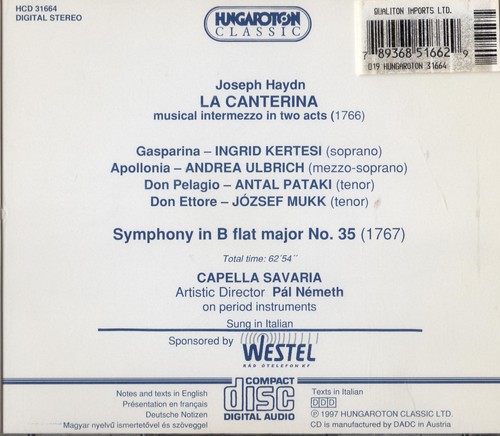 HCD 31664
DIGITAL STEREO
HUNGAROTON
CLASSIC
QUALITON IMPORTS LTD.
7 89368 51662 9
019 HUNGAROTON 31664
Joseph Haydn
LA CANTERINA
musical intermezzo in two acts (1766)
Gasparina – INGRID KERTESI (soprano)
Apollonia – ANDREA ULBRICH (mezzo-soprano)
Don Pelagio – ANTAL PATAKI (tenor)
Don Ettore – JÓZSEF MUKK (tenor)
Symphony in B flat major No. 35 (1767)
Total time: 62´54´´
CAPELLA SAVARIA
Artistic Director Pál Németh
on period instruments
Sung in Italian
Sponsored by WESTEL
RÁDIÓTELEFON KFT
Notes and texts in English
Présentation en français
Deutsche Notizen
Magyar nyelvű ismertetővel és szöveggel
COMPACT
disc
DIGITAL AUDIO
Texts in Italian
DDD
℗ 1997 HUNGAROTON CLASSIC LTD.
CD is manufactured by DADC in Austria